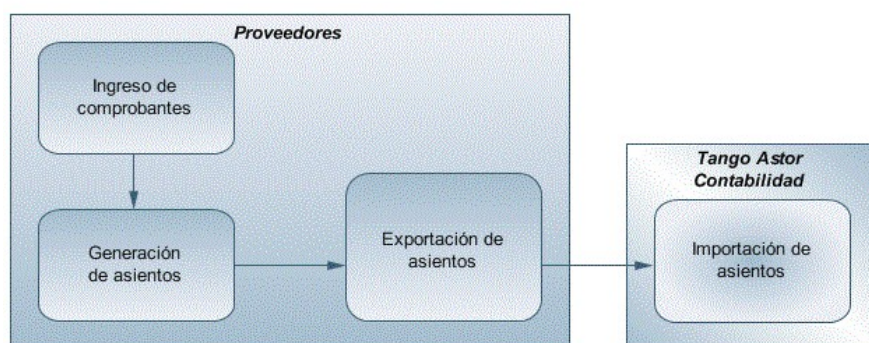 Proveedores
Ingreso de
comprobantes
Generación
de asientos
Exportación de
asientos
Tango Astor
Contabilidad
Importación de
asientos